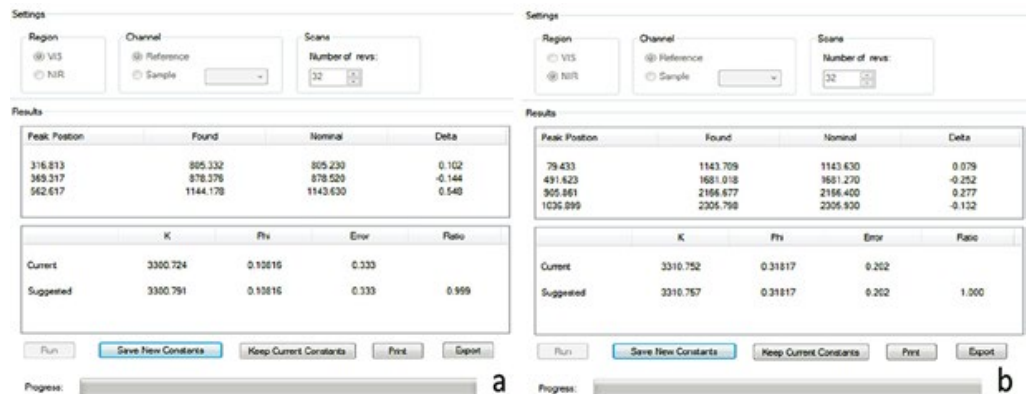 Settings
Region
VIS
NIR
Channel
Reference
Sample
Scans
Number of revs:
32
Results
Peak Postion Found Nominal Delta
316.813 805.332 805.230 0.102
369.317 878.376 878.520 -0.144
562.617 1144.178 1143.630 0.548
K Phi Error Ratio
Current 3300.724 0.10816 0.333
Suggested 3300.791 0.10816 0.333 0.999
Run Save New Constants Keep Current Constants Print Export
Progress:
a
Settings
Region
VIS
NIR
Channel
Reference
Sample
Scans
Number of revs:
32
Results
Peak Postion Found Nominal Delta
79.433 1143.709 1143.630 0.079
491.623 1681.018 1681.270 -0.252
905.861 2166.677 2166.400 0.277
1036.899 2305.798 2305.930 -0.132
K Phi Error Ratio
Current 3310.752 0.31817 0.202
Suggested 3310.757 0.31817 0.202 1.000
Run Save New Constants Keep Current Constants Print Export
Progress:
b